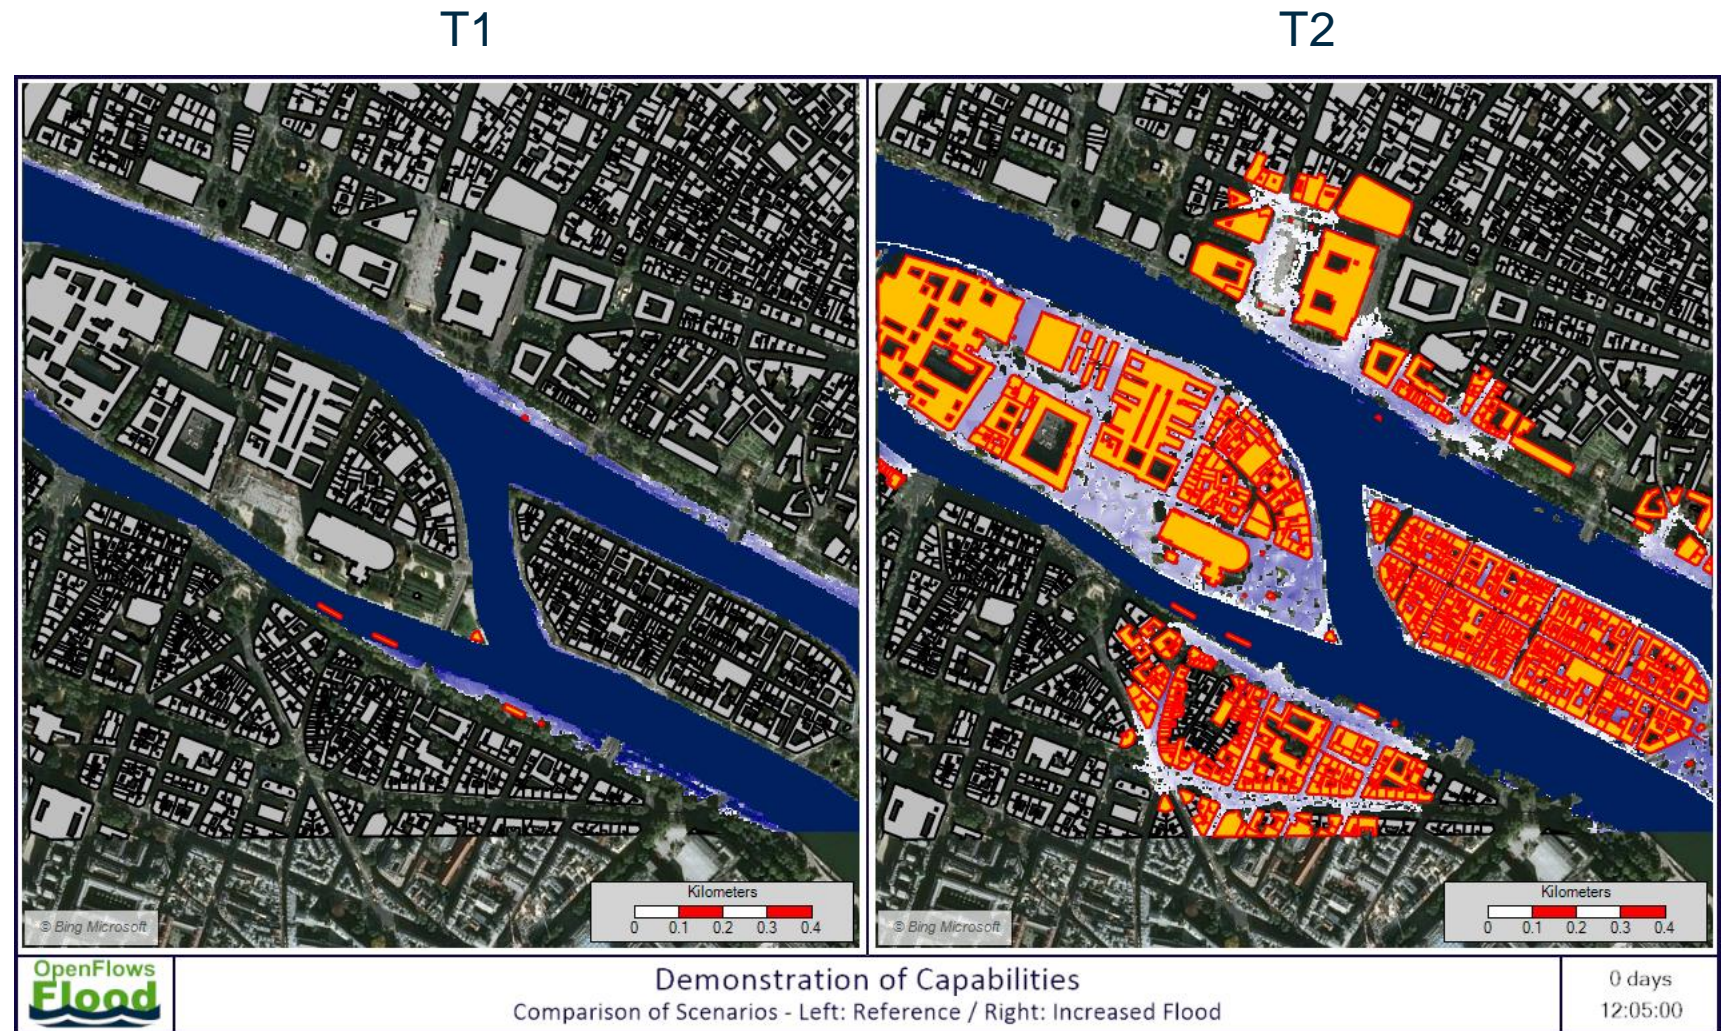 T1
T2
Kilometers
0 0.1 0.2 0.3 0.4
© Bing Microsoft
Kilometers
0 0.1 0.2 0.3 0.4
© Bing Microsoft
OpenFlows
Flood
Demonstration of Capabilities
Comparison of Scenarios - Left: Reference / Right: Increased Flood
0 days
12:05:00